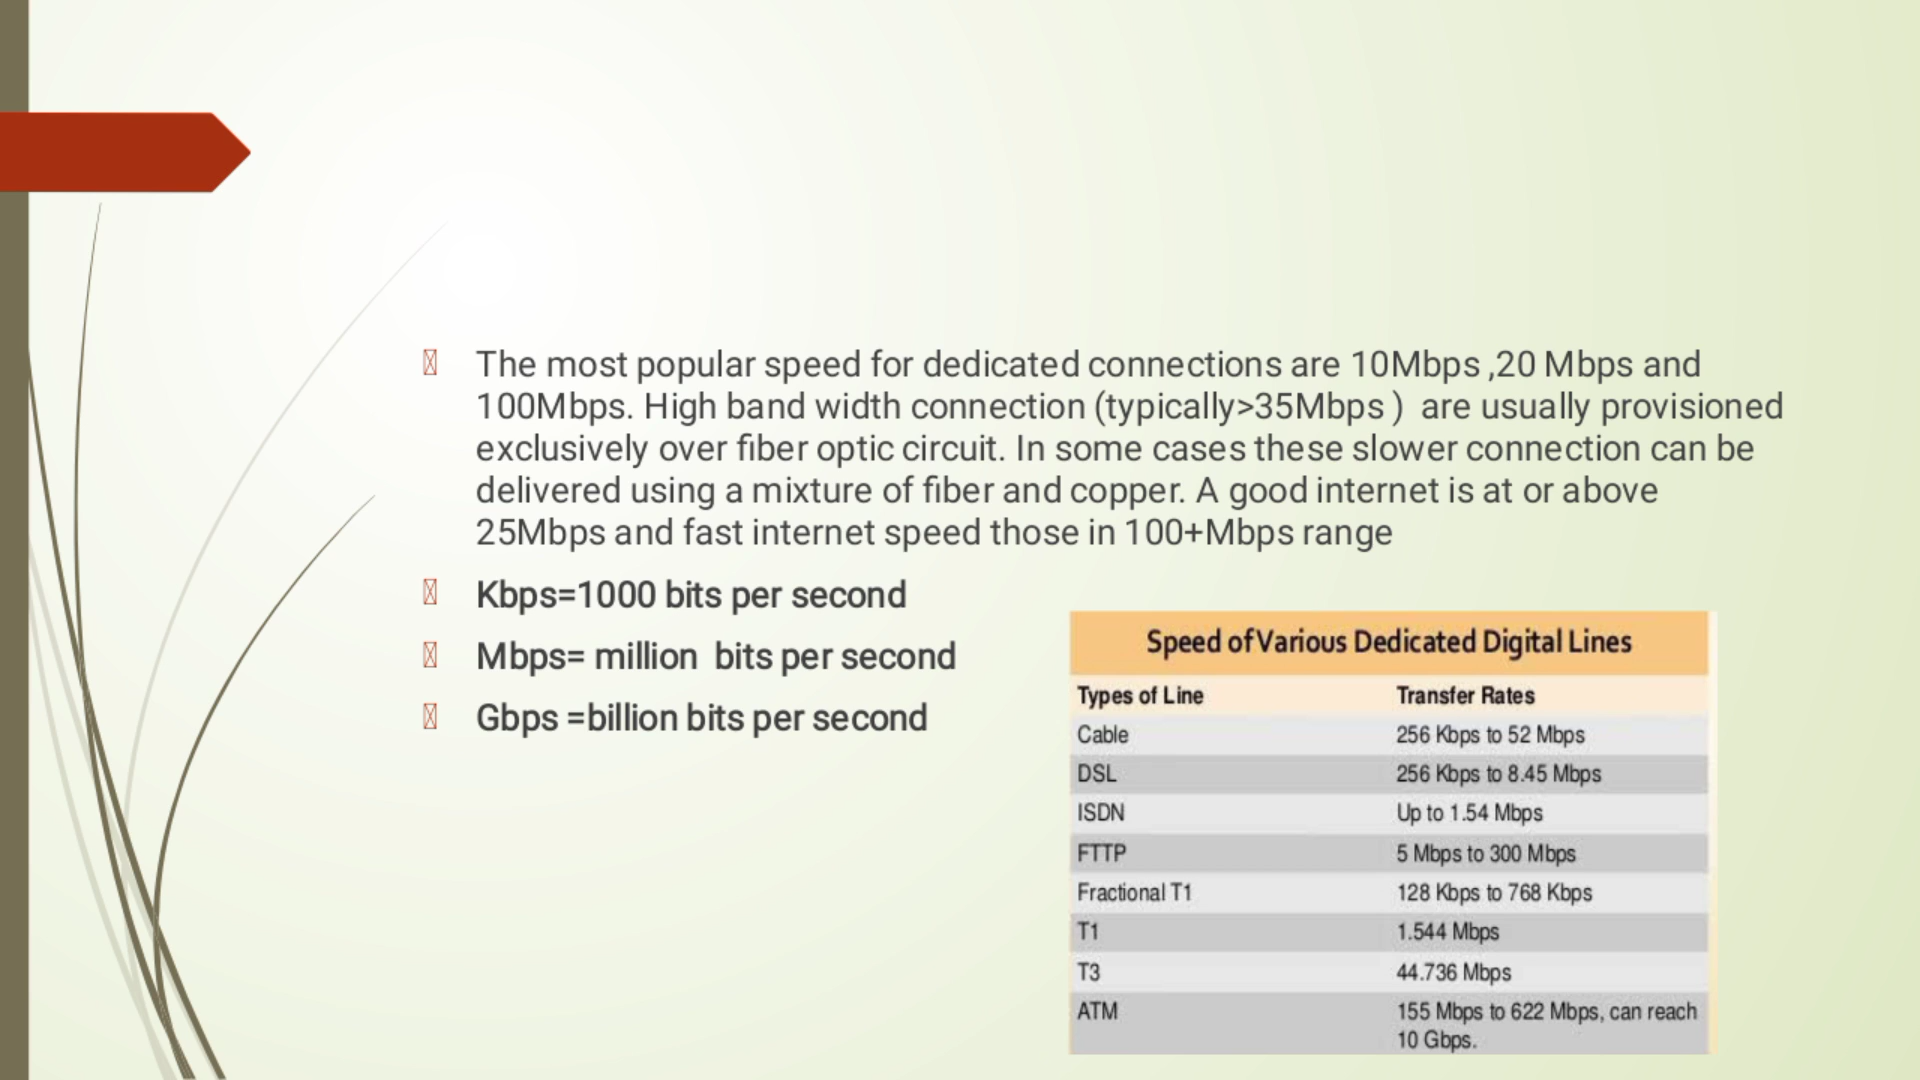 The most popular speed for dedicated connections are 10Mbps ,20 Mbps and
100Mbps. High band width connection (typically>35Mbps ) are usually provisioned
exclusively over fiber optic circuit. In some cases these slower connection can be
delivered using a mixture of fiber and copper. A good internet is at or above
25Mbps and fast internet speed those in 100+Mbps range
Kbps=1000 bits per second
Mbps= million bits per second
Gbps =billion bits per second
Speed of Various Dedicated Digital Lines
Types of Line Transfer Rates
Cable 256 Kbps to 52 Mbps
DSL 256 Kbps to 8.45 Mbps
ISDN Up to 1.54 Mbps
FTTP 5 Mbps to 300 Mbps
Fractional T1 128 Kbps to 768 Kbps
T1 1.544 Mbps
T3 44.736 Mbps
ATM 155 Mbps to 622 Mbps, can reach
10 Gbps.